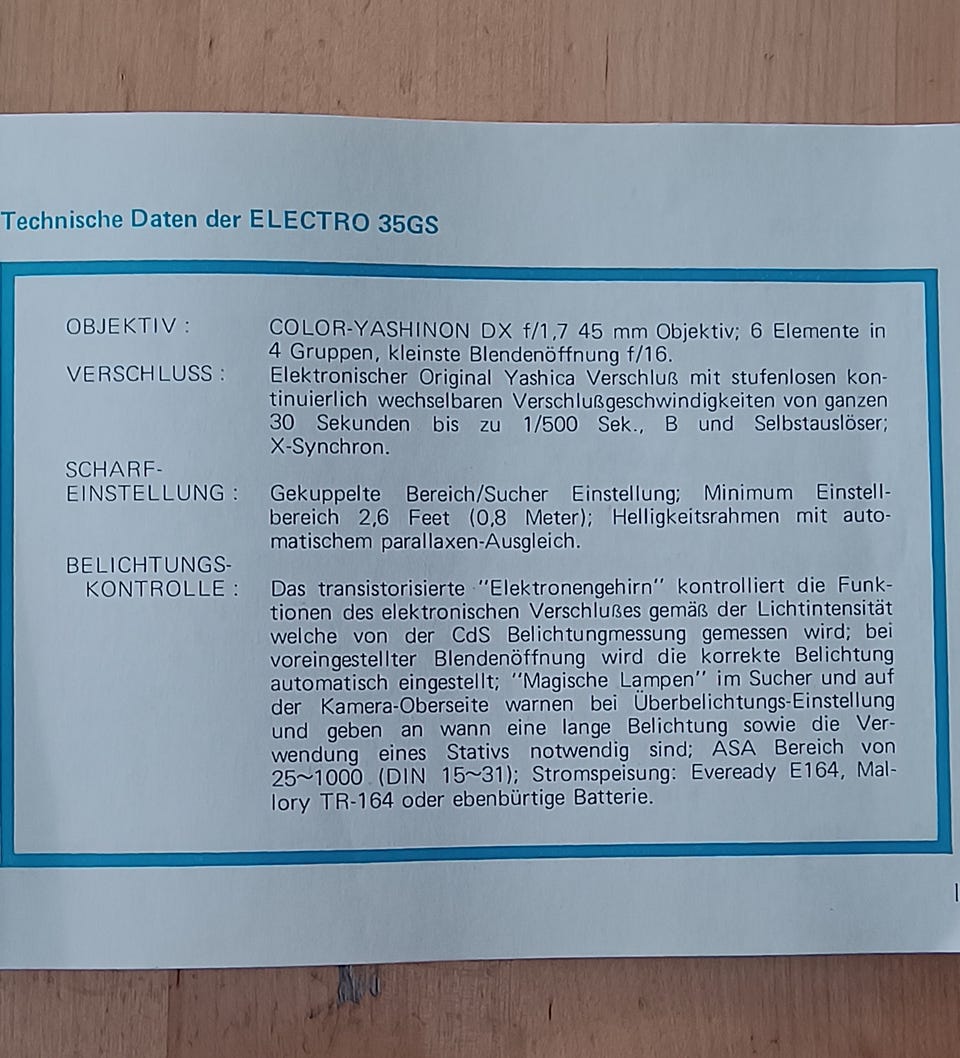 Technische Daten der ELECTRO 35GS
OBJEKTIV : COLOR-YASHINON DX f/1,7 45 mm Objektiv; 6 Elemente in
4 Gruppen, kleinste Blendenöffnung f/16.
VERSCHLUSS : Elektronischer Original Yashica Verschluß mit stufenlosen kon-
tinuierlich wechselbaren Verschlußgeschwindigkeiten von ganzen
30 Sekunden bis zu 1/500 Sek., B und Selbstauslöser;
X-Synchron.
SCHARF-
EINSTELLUNG : Gekuppelte Bereich/Sucher Einstellung; Minimum Einstell-
bereich 2,6 Feet (0,8 Meter); Helligkeitsrahmen mit auto-
matischem parallaxen-Ausgleich.
BELICHTUNGS-
KONTROLLE : Das transistorisierte "Elektronengehirn" kontrolliert die Funk-
tionen des elektronischen Verschlußes gemäß der Lichtintensität
welche von der CdS Belichtungmessung gemessen wird; bei
voreingestellter Blendenöffnung wird die korrekte Belichtung
automatisch eingestellt; "Magische Lampen" im Sucher und auf
der Kamera-Oberseite warnen bei Überbelichtungs-Einstellung
und geben an wann eine lange Belichtung sowie die Ver-
wendung eines Stativs notwendig sind; ASA Bereich von
25~1000 (DIN 15~31); Stromspeisung: Eveready E164, Mal-
lory TR-164 oder ebenbürtige Batterie.